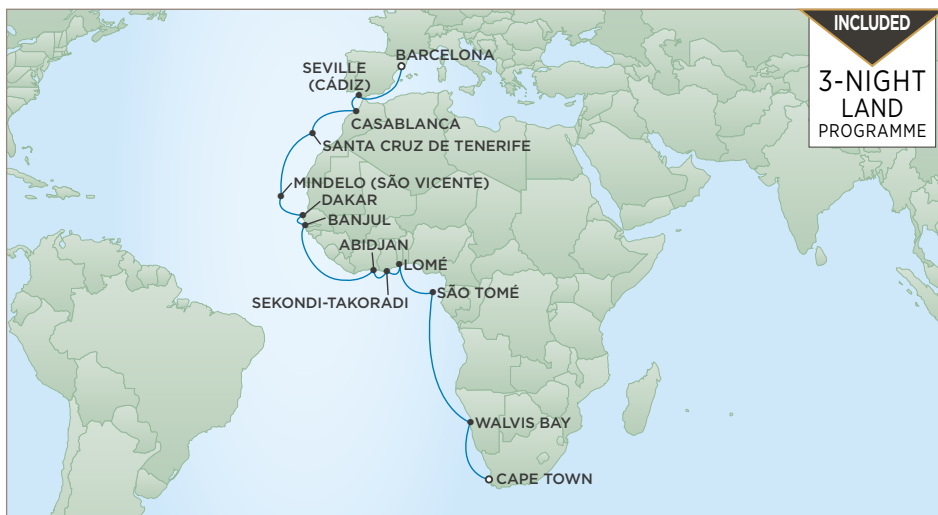 INCLUDED
3-NIGHT
LAND
PROGRAMME
BARCELONA
SEVILLE
(CÁDIZ)
CASABLANCA
SANTA CRUZ DE TENERIFE
MINDELO (SÃO VICENTE)
DAKAR
BANJUL
ABIDJAN
LOMÉ
SEKONDI-TAKORADI
SÃO TOMÉ
WALVIS BAY
CAPE TOWN